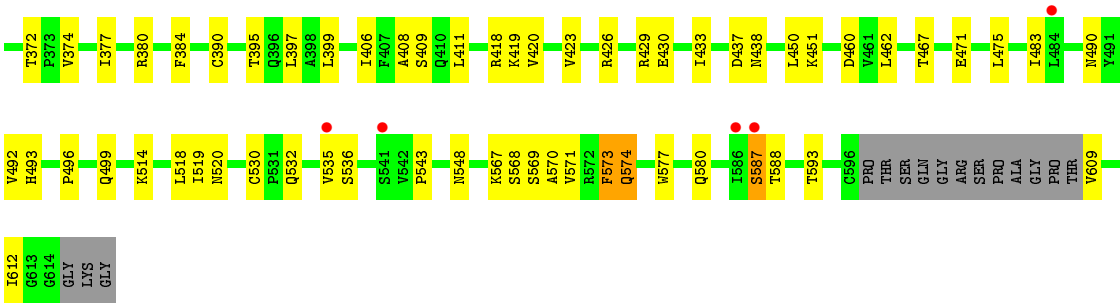 T372 P373 V374 I377 R380 F384 C390 T395 Q396 L397 A398 L399 I406 F407 A408 S409 Q410 L411 R418 K419 V420 V423 R426 R429 E430 I433 D437 N438 L450 K451 D460 V461 L462 T467 E471 L475 I483 L484 N490 Y491
V492 H493 P496 Q499 K514 L518 I519 N520 C530 P531 Q532 V535 S536 S541 V542 P543 N548 K567 S568 S569 A570 V571 R572 F573 Q574 W577 Q580 I586 S587 T588 T593 C596 PRO THR SER GLN GLY ARG SER PRO ALA GLY PRO THR V609
I612 G613 G614 GLY LYS GLY